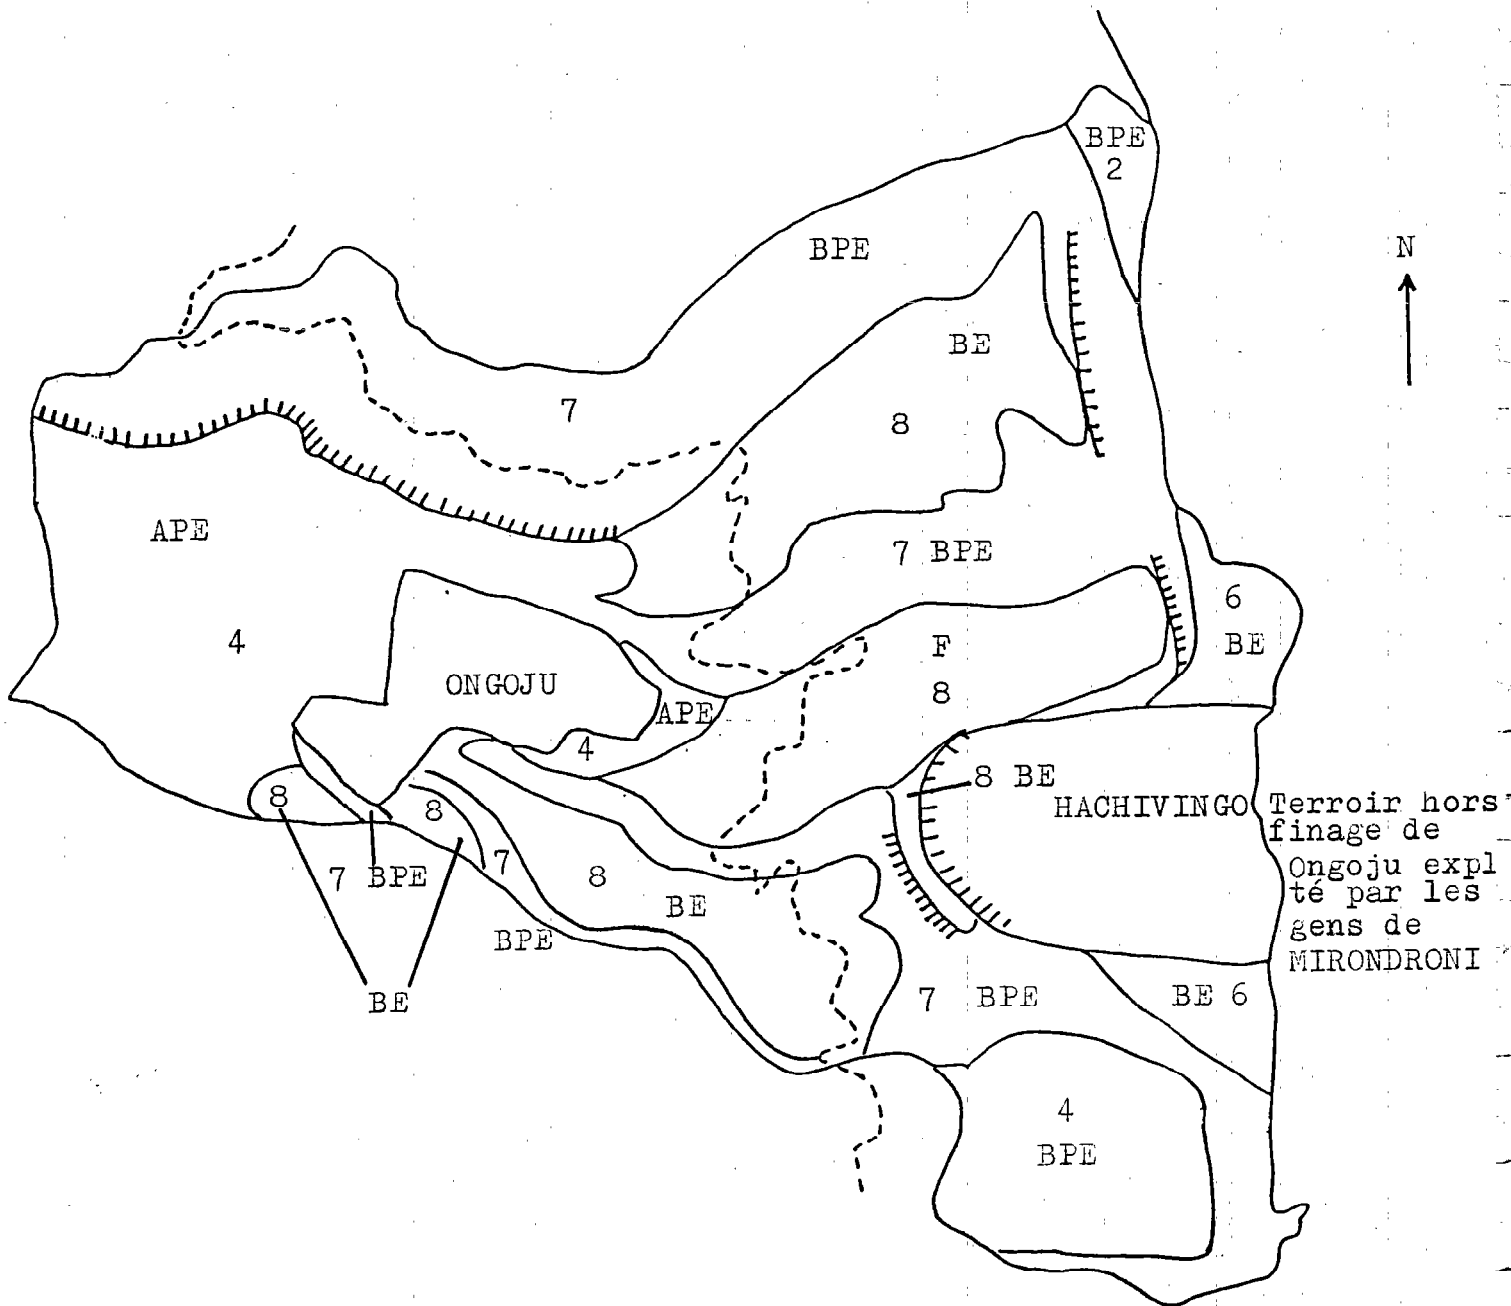 BPE
2
BPE
N
BE
7
8
APE
7 BPE
6
BE
4
F
8
ONGOJU
APE
4
8 BE
8
8
HACHIVINGO
Terroir hors
finage de
Ongoju expl
té par les
gens de
MIRONDRONI
7 BPE
7
8
BE
BPE
BE
7 BPE
BE 6
4
BPE